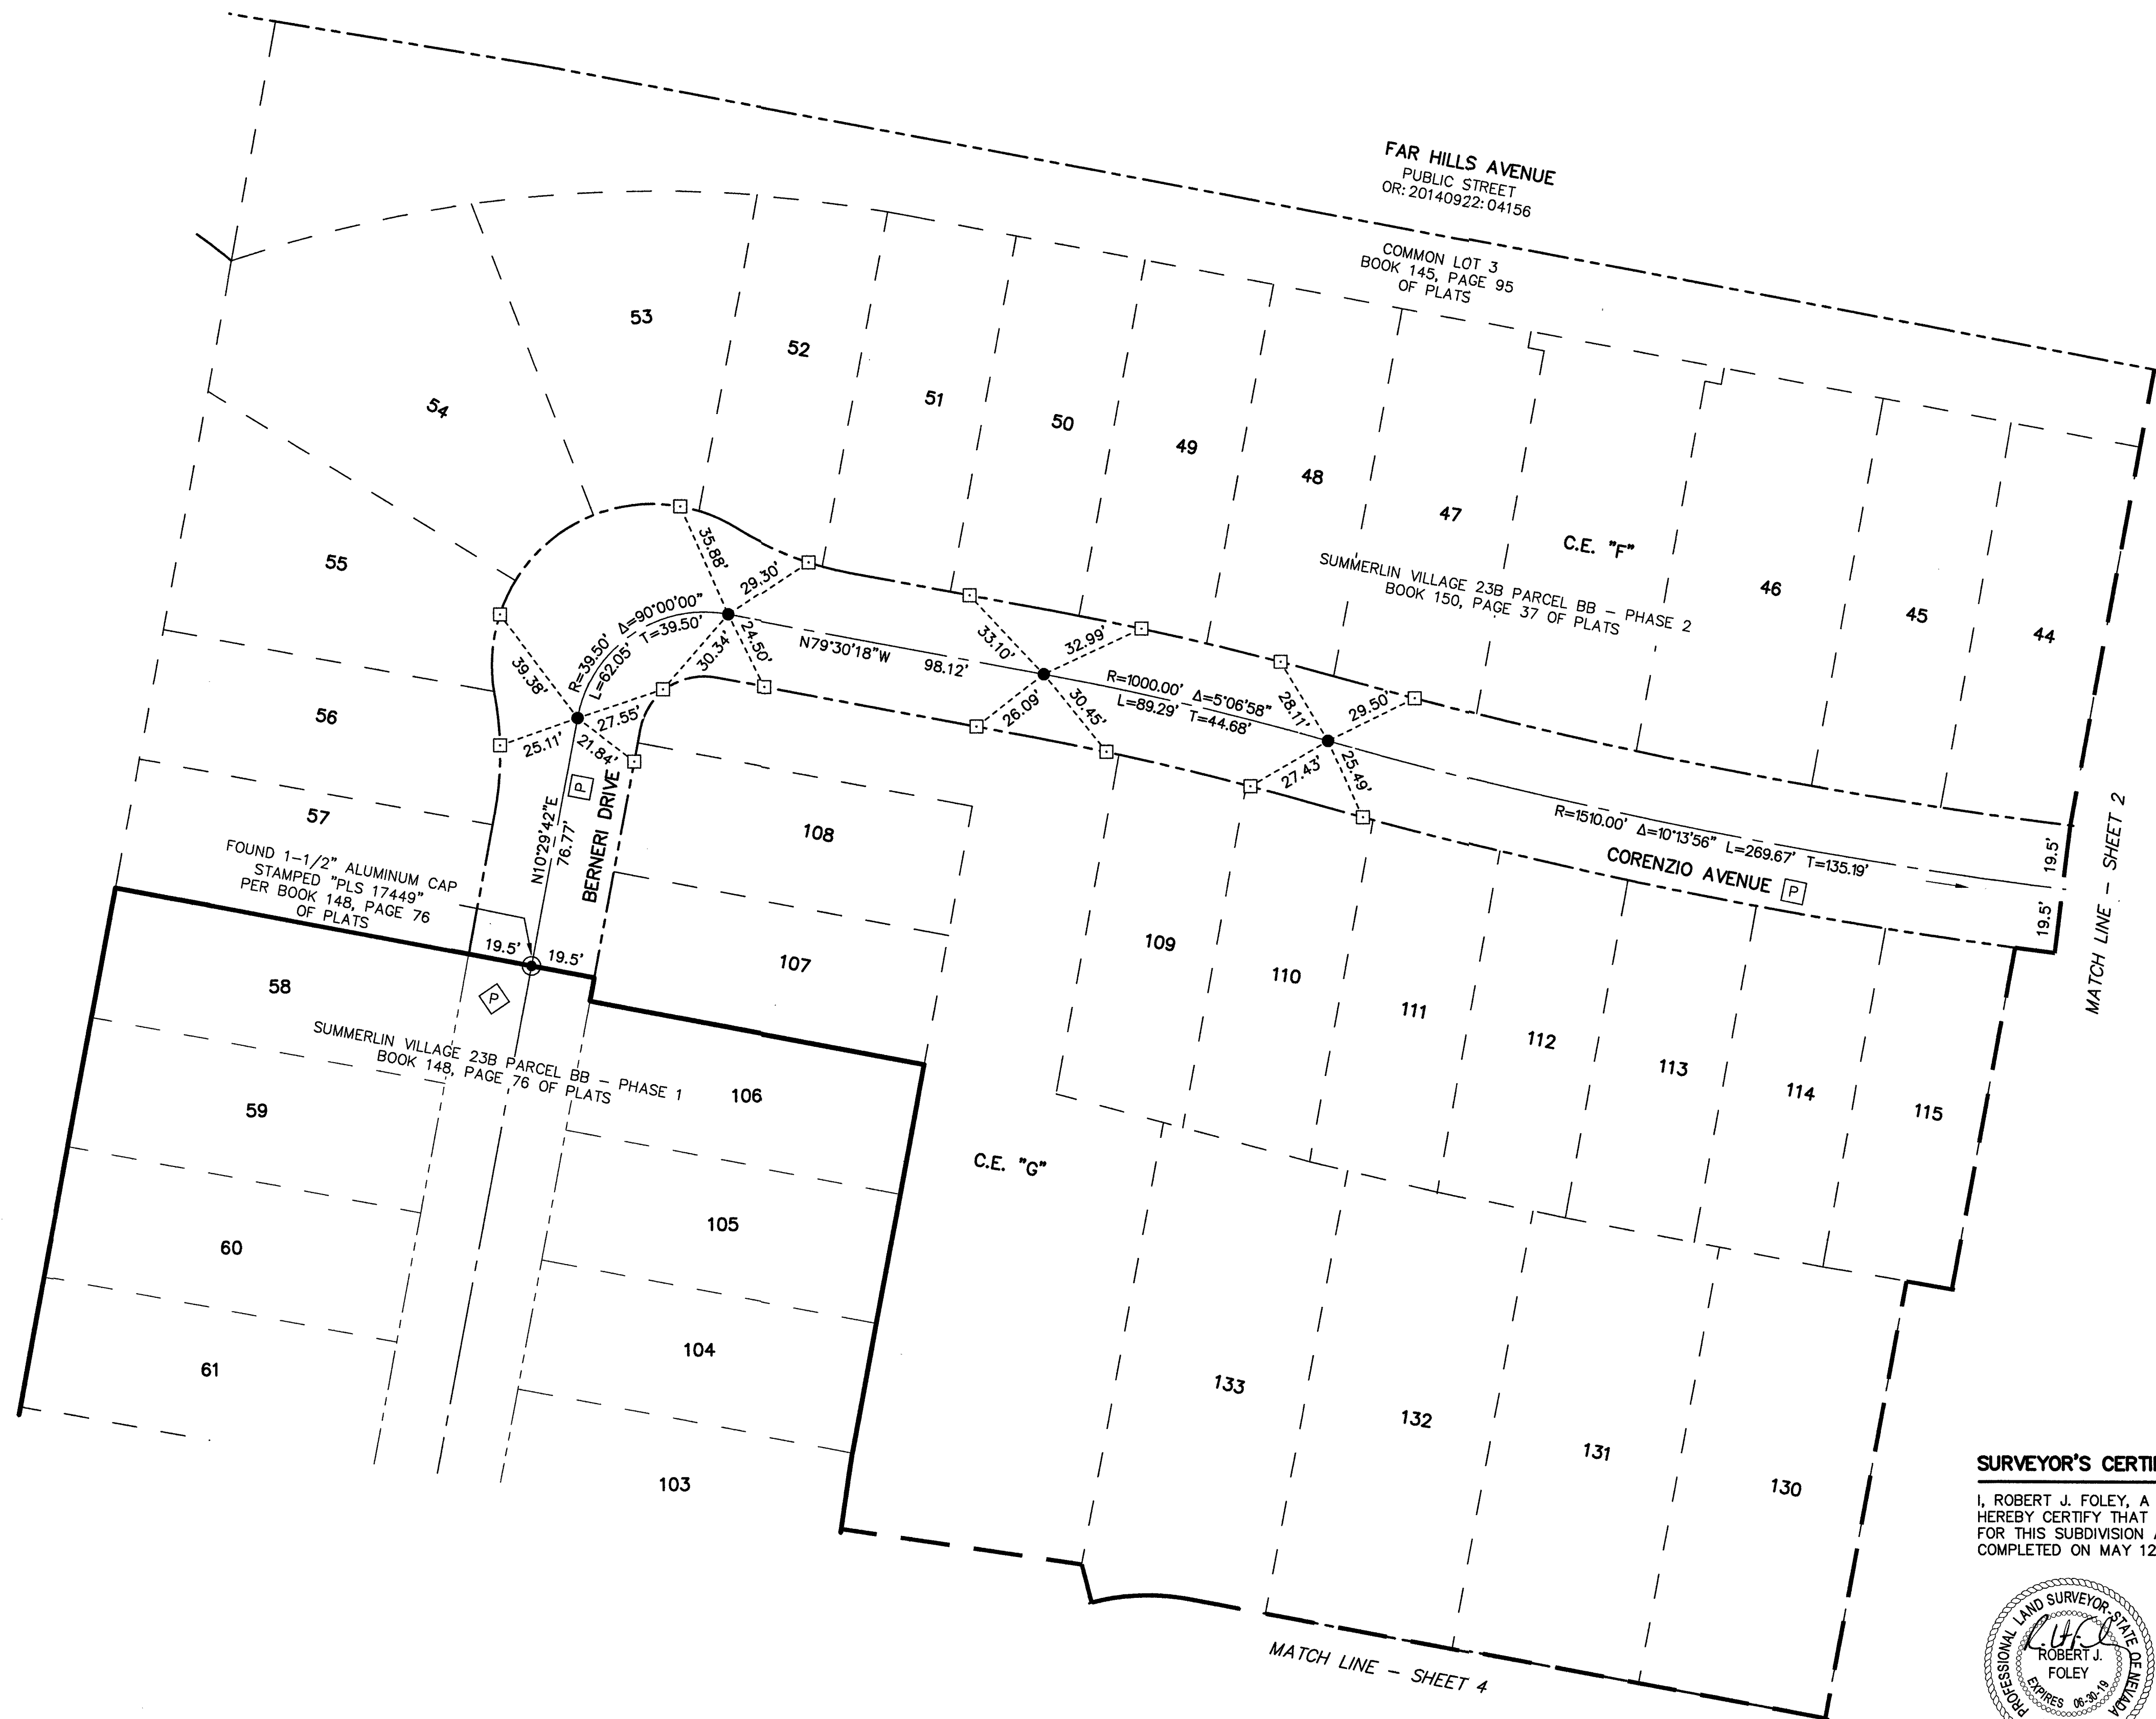 FAR HILLS AVENUE
PUBLIC STREET
OR: 20140922: 04156
COMMON LOT 3
BOOK 145, PAGE 95
OF PLATS
53
52
54
51
50
49
48
47
C.E. "F"
46
45
44
SUMMERLIN VILLAGE 23B PARCEL BB – PHASE 2
BOOK 150, PAGE 37 OF PLATS
55
56
57
35.88'
29.30'
R=39.50' Δ=90°00'00"
L=62.05' T=39.50'
39.38'
30.34'
24.50'
27.55'
25.11'
21.84'
N79°30'18"W 98.12'
33.10'
32.99'
26.09'
30.45'
R=1000.00' Δ=5°06'58"
L=89.29' T=44.68'
28.11'
29.50'
27.43'
25.49'
R=1510.00' Δ=10°13'56" L=269.67' T=135.19'
CORENZIO AVENUE P
19.5'
19.5'
MATCH LINE – SHEET 2
P
N10°29'42"E
76.77'
BERNERI DRIVE
FOUND 1-1/2" ALUMINUM CAP
STAMPED "PLS 17449"
PER BOOK 148, PAGE 76
OF PLATS
19.5'
19.5'
108
107
109
110
111
112
113
114
115
58
P
SUMMERLIN VILLAGE 23B PARCEL BB – PHASE 1
BOOK 148, PAGE 76 OF PLATS
106
59
105
60
104
61
103
C.E. "G"
133
132
131
130
MATCH LINE – SHEET 4
SURVEYOR'S CERTI
I, ROBERT J. FOLEY, A
HEREBY CERTIFY THAT
FOR THIS SUBDIVISION
COMPLETED ON MAY 12
PROFESSIONAL LAND SURVEYOR-STATE OF NEVADA
ROBERT J.
FOLEY
EXPIRES 06-30-19